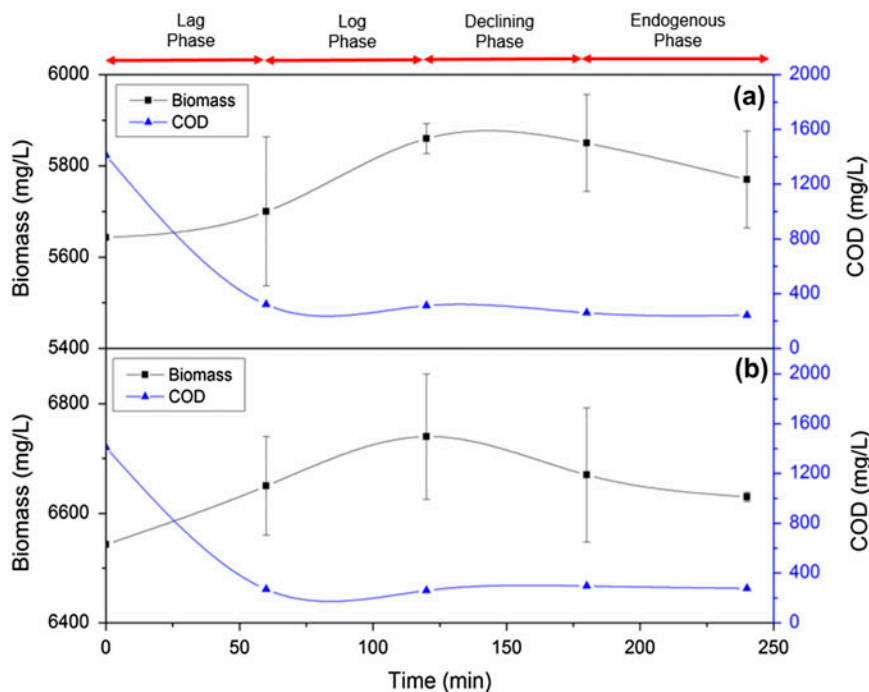 Lag
Phase
Log
Phase
Declining
Phase
Endogenous
Phase
(a)
Biomass
COD
6000
5800
5600
5400
Biomass (mg/L)
2000
1600
1200
800
400
0
COD (mg/L)
(b)
Biomass
COD
6800
6600
6400
Biomass (mg/L)
2000
1600
1200
800
400
0
COD (mg/L)
0 50 100 150 200 250
Time (min)